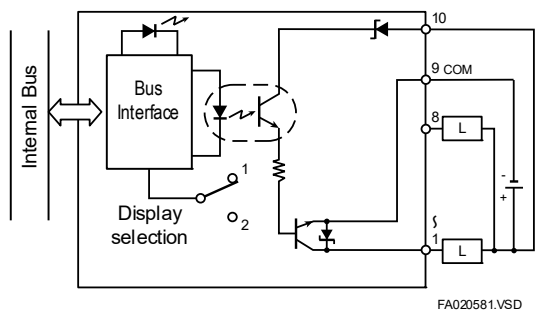 10
9 COM
8
L
Internal Bus
Bus
Interface
1
2
Display
selection
-
+
1
L
FA020581.VSD